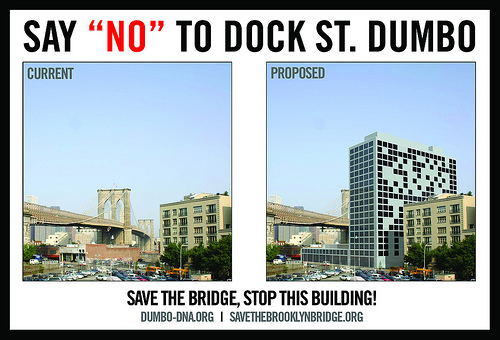 SAY “NO” TO DOCK ST. DUMBO
CURRENT
PROPOSED
SAVE THE BRIDGE, STOP THIS BUILDING!
DUMBO-DNA.ORG I SAVETHEBROOKLYNBRIDGE.ORG